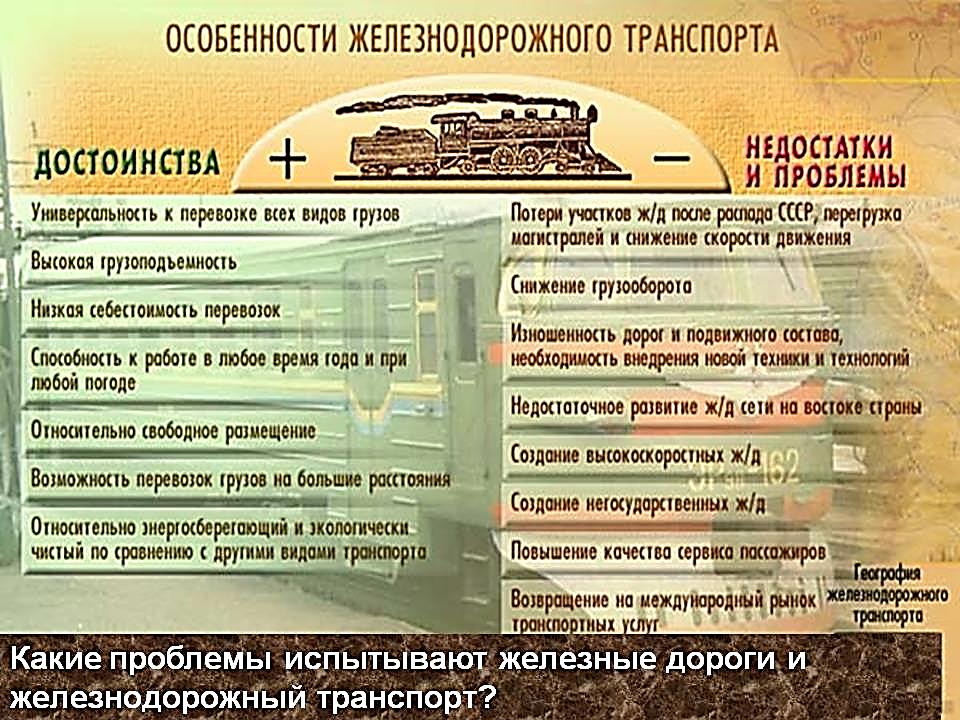 ОСОБЕННОСТИ ЖЕЛЕЗНОДОРОЖНОГО ТРАНСПОРТА
ДОСТОИНСТВА
+
–
НЕДОСТАТКИ
И ПРОБЛЕМЫ
Универсальность к перевозке всех видов грузов
Высокая грузоподъемность
Низкая себестоимость перевозок
Способность к работе в любое время года и при
любой погоде
Относительно свободное размещение
Возможность перевозок грузов на большие расстояния
Относительно энергосберегающий и экологически
чистый по сравнению с другими видами транспорта
Потери участков ж/д после распада СССР, перегрузка
магистралей и снижение скорости движения
Снижение грузооборота
Изношенность дорог и подвижного состава,
необходимость внедрения новой техники и технологий
Недостаточное развитие ж/д сети на востоке страны
Создание высокоскоростных ж/д
Создание негосударственных ж/д
Повышение качества сервиса пассажиров
Возвращение на международный рынок
транспортных услуг
162
География
железнодорожного
транспорта
Какие проблемы испытывают железные дороги и
железнодорожный транспорт?